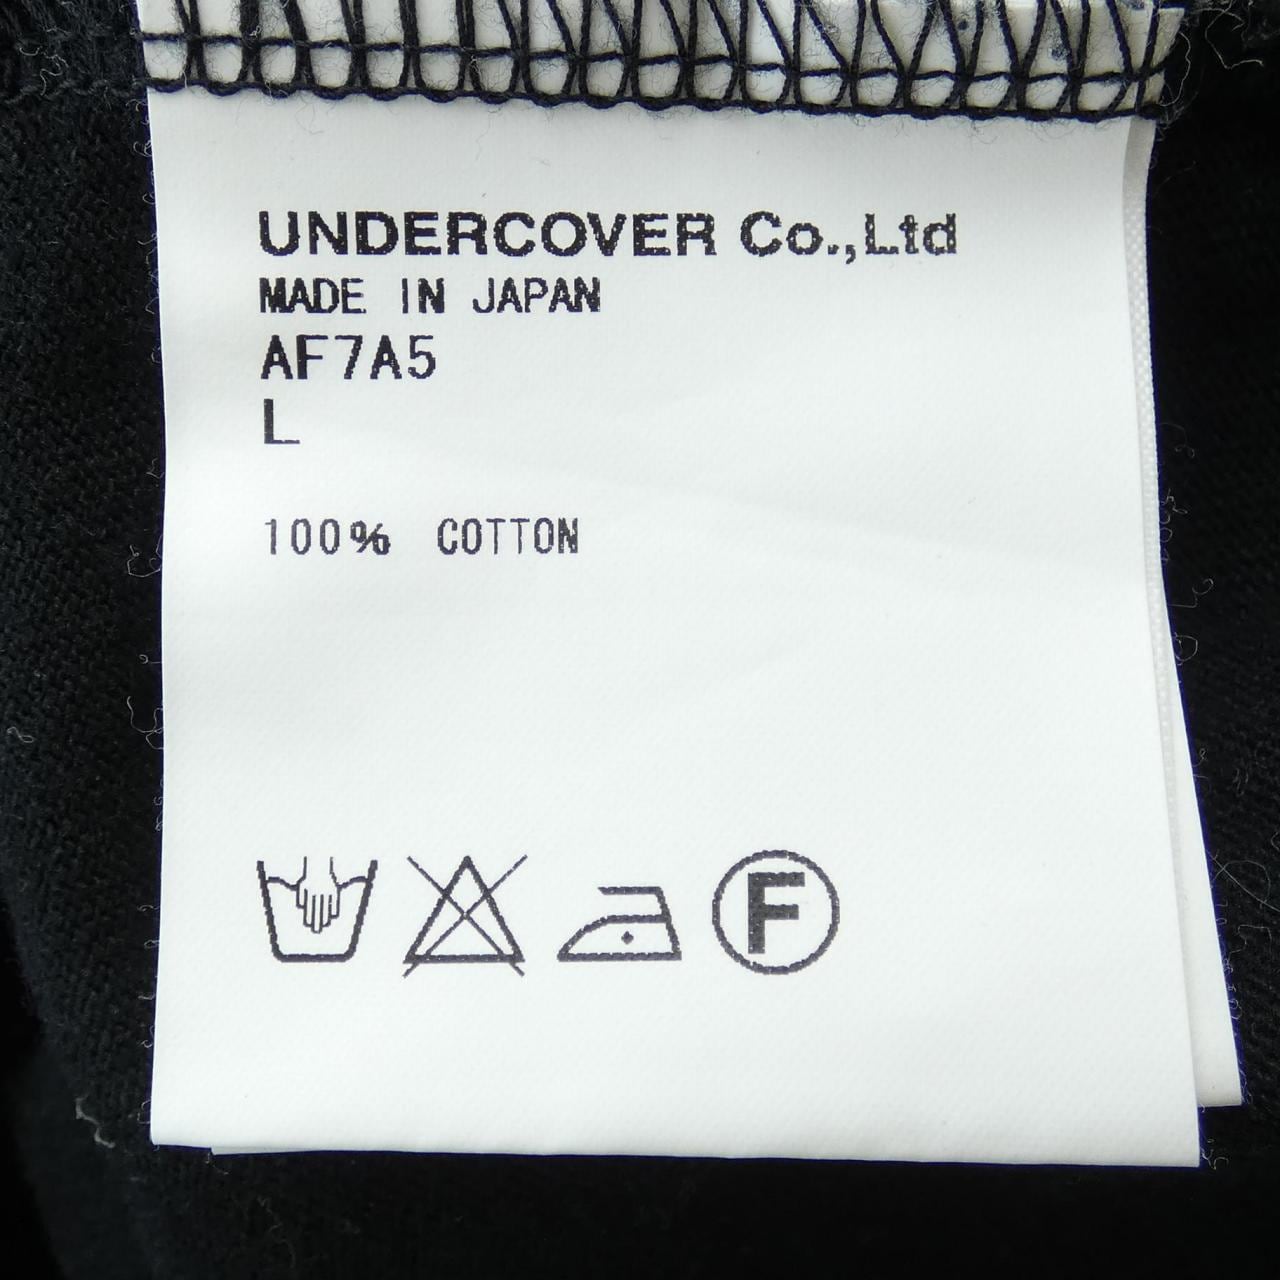 UNDERCOVER Co.,Ltd
MADE IN JAPAN
AF7A5
L
100% COTTON
F